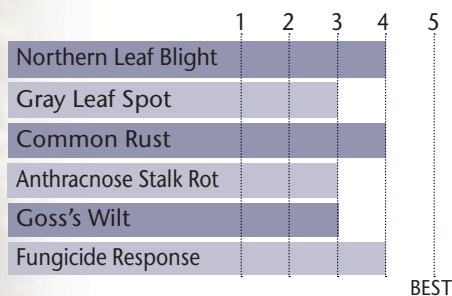 1 2 3 4 5
Northern Leaf Blight
Gray Leaf Spot
Common Rust
Anthracnose Stalk Rot
Goss's Wilt
Fungicide Response
BEST